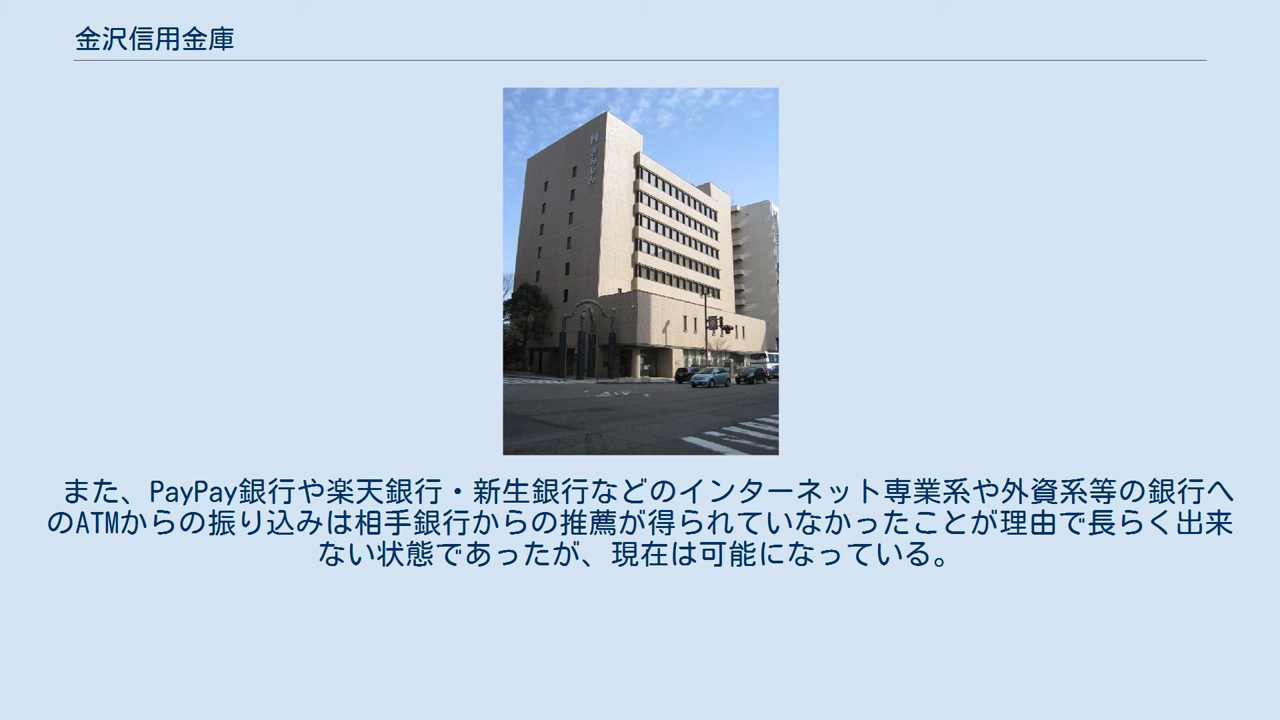 金沢信用金庫
きんしん
また、PayPay銀行や楽天銀行・新生銀行などのインターネット専業系や外資系等の銀行へ
のATMからの振り込みは相手銀行からの推薦が得られていなかったことが理由で長らく出来
ない状態であったが、現在は可能になっている。